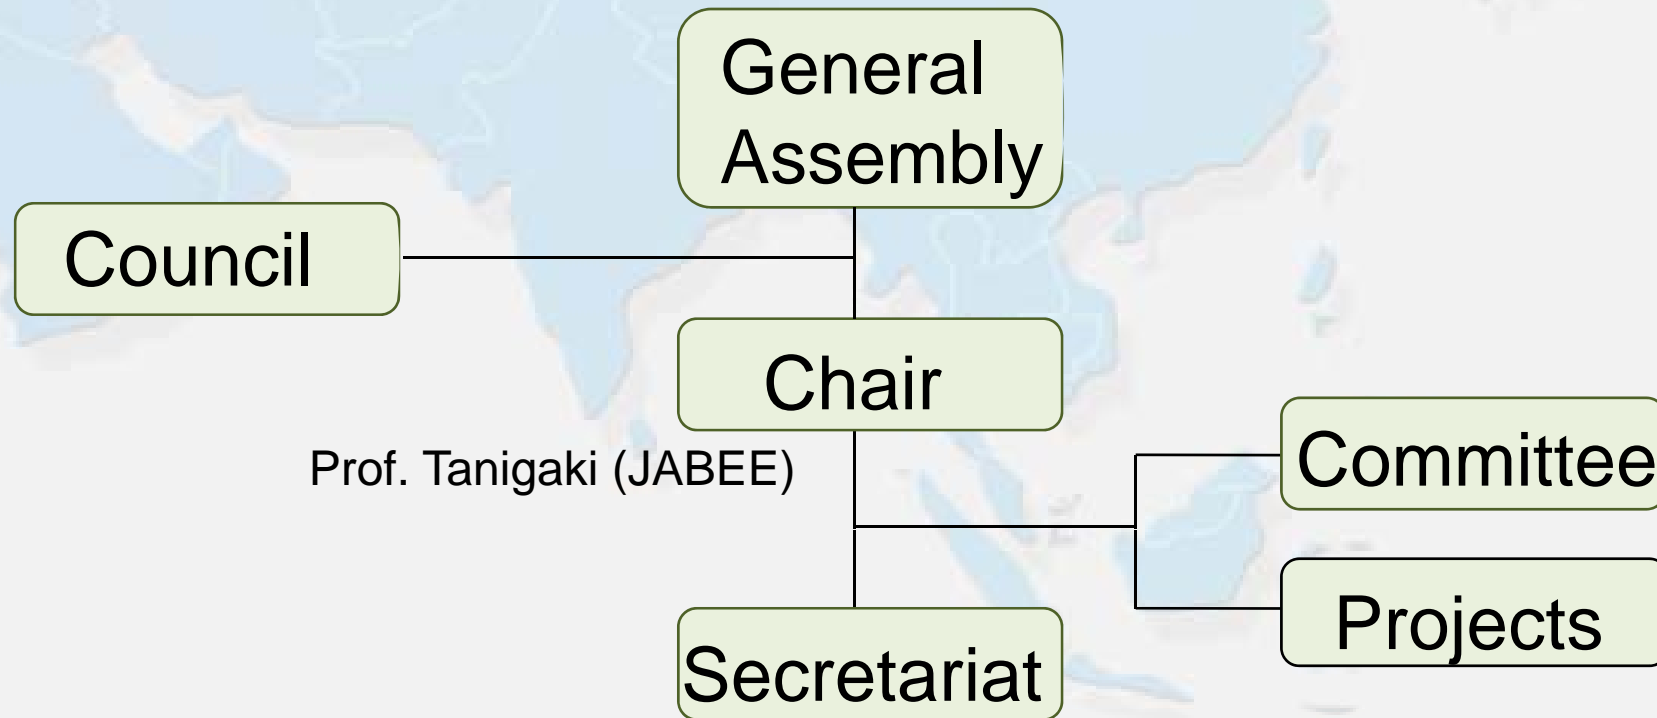 General
Assembly
Council
Chair
Prof. Tanigaki (JABEE)
Committee
Projects
Secretariat